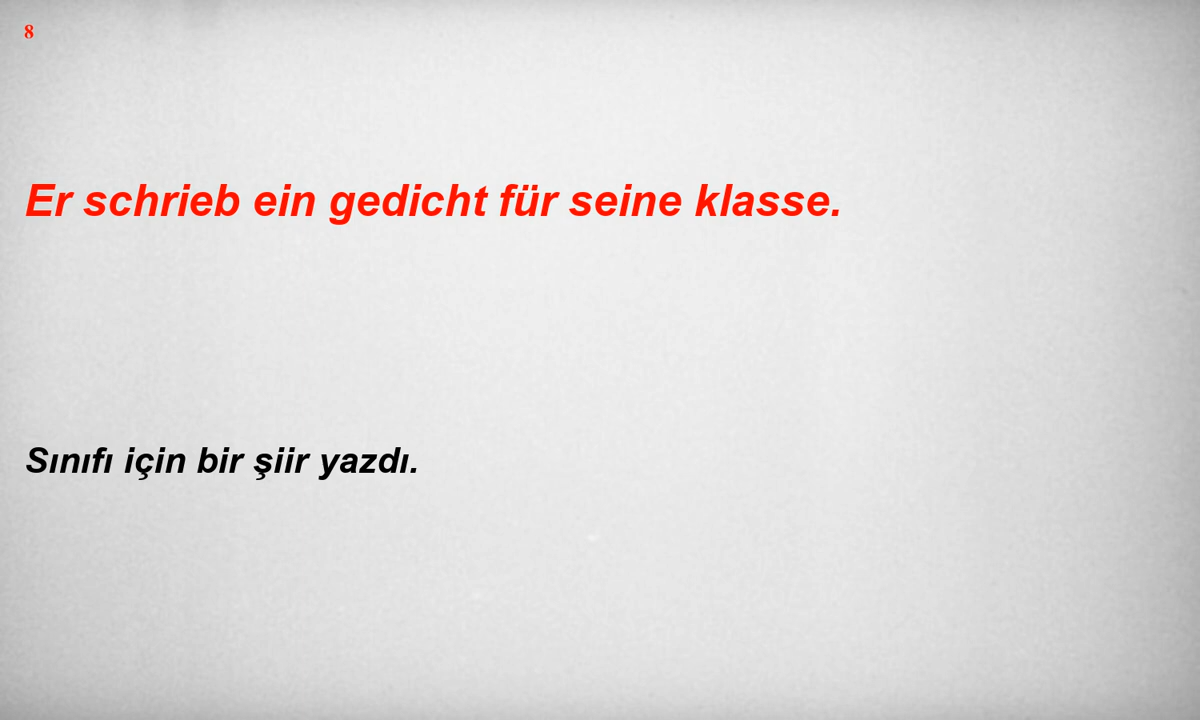 8
Er schrieb ein gedicht für seine klasse.
Sınıfı için bir şiir yazdı.